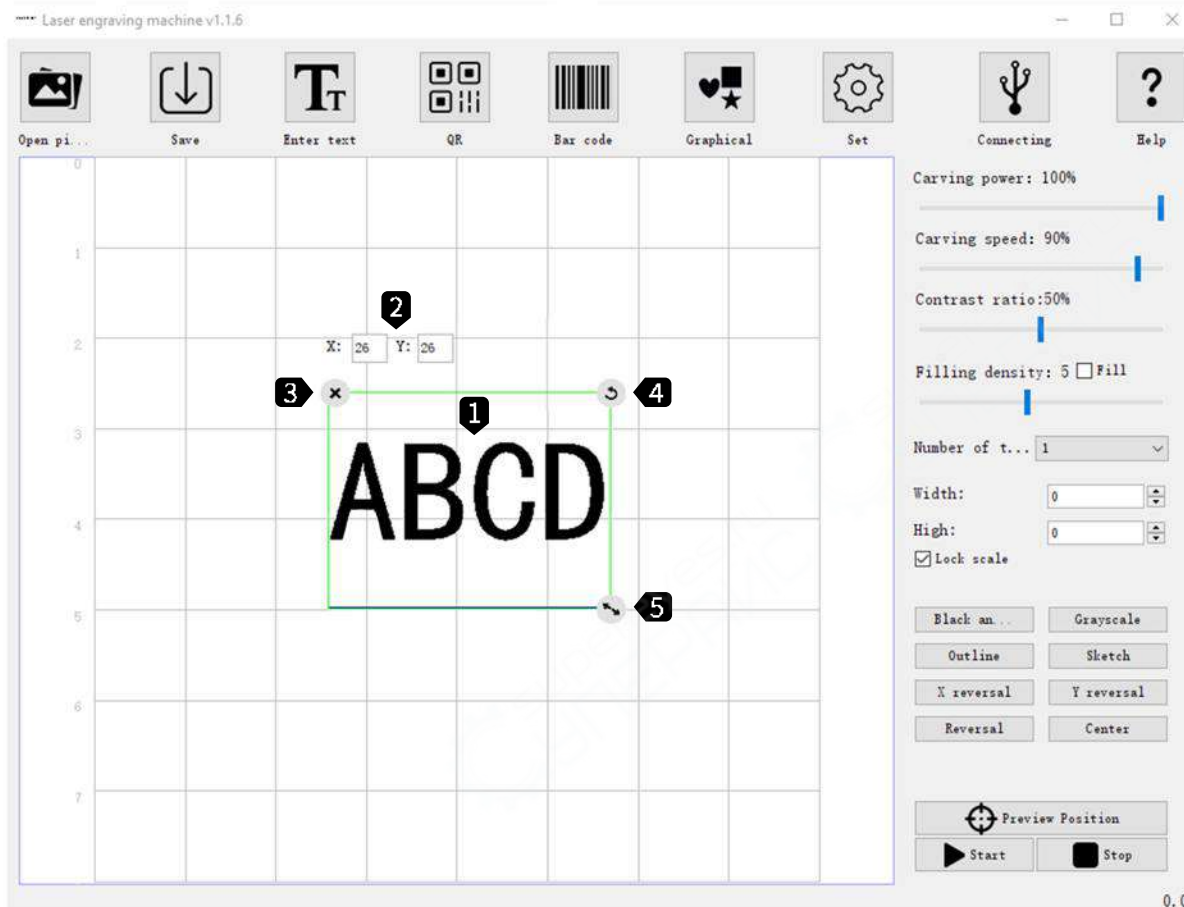 Laser engraving machine v1.1.6
Open pi... Save Enter text QR Bar code Graphical Set Connecting Help
0
1
2
3
4
5
6
7
X: 26 Y: 26
2
3
4
1
ABCD
5
Carving power: 100%
Carving speed: 90%
Contrast ratio:50%
Filling density: 5 Fill
Number of t... 1
Width: 0
High: 0
Lock scale
Black an... Grayscale
Outline Sketch
X reversal Y reversal
Reversal Center
Preview Position
Start Stop